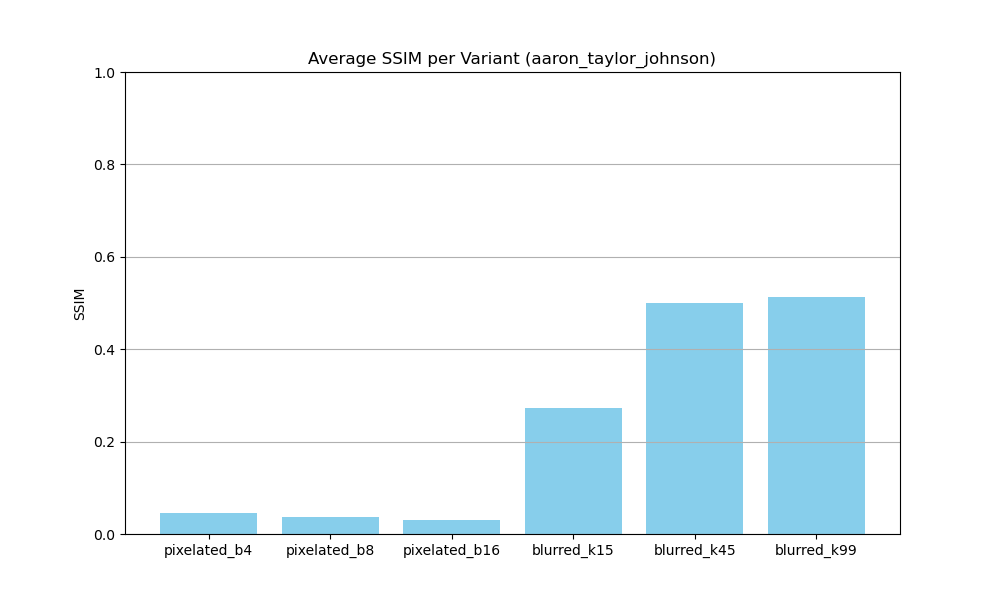 Average SSIM per Variant (aaron_taylor_johnson)
1.0
0.8
0.6
0.4
0.2
0.0
SSIM
pixelated_b4 pixelated_b8 pixelated_b16 blurred_k15 blurred_k45 blurred_k99